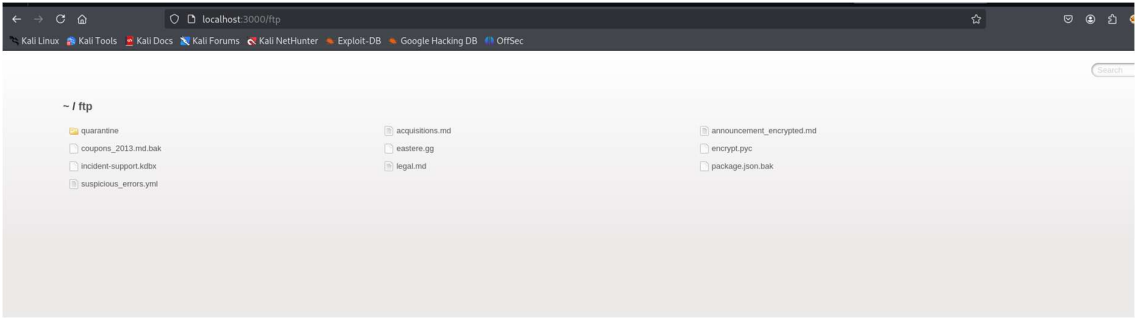 localhost:3000/ftp
Kali Linux Kali Tools Kali Docs Kali Forums Kali NetHunter Exploit-DB Google Hacking DB OffSec
Search
~ / ftp
quarantine acquisitions.md announcement_encrypted.md
coupons_2013.md.bak eastere.gg encrypt.pyc
incident-support.kdbx legal.md package.json.bak
suspicious_errors.yml